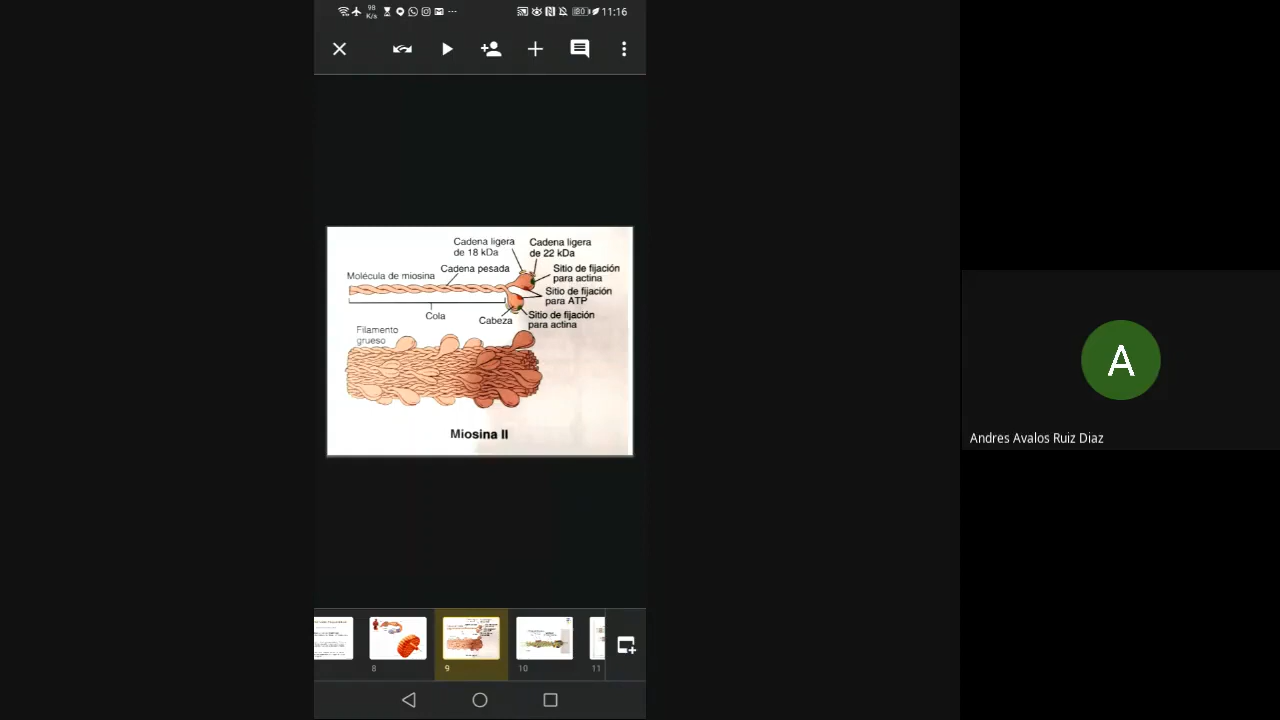 98
K/s
80
11:16
Cadena ligera
de 18 kDa
Cadena ligera
de 22 kDa
Molécula de miosina
Cadena pesada
Sitio de fijación
para actina
Sitio de fijación
para ATP
Cola
Cabeza
Sitio de fijación
para actina
Filamento
grueso
Miosina II
8
9
10
11
A
Andres Avalos Ruiz Diaz